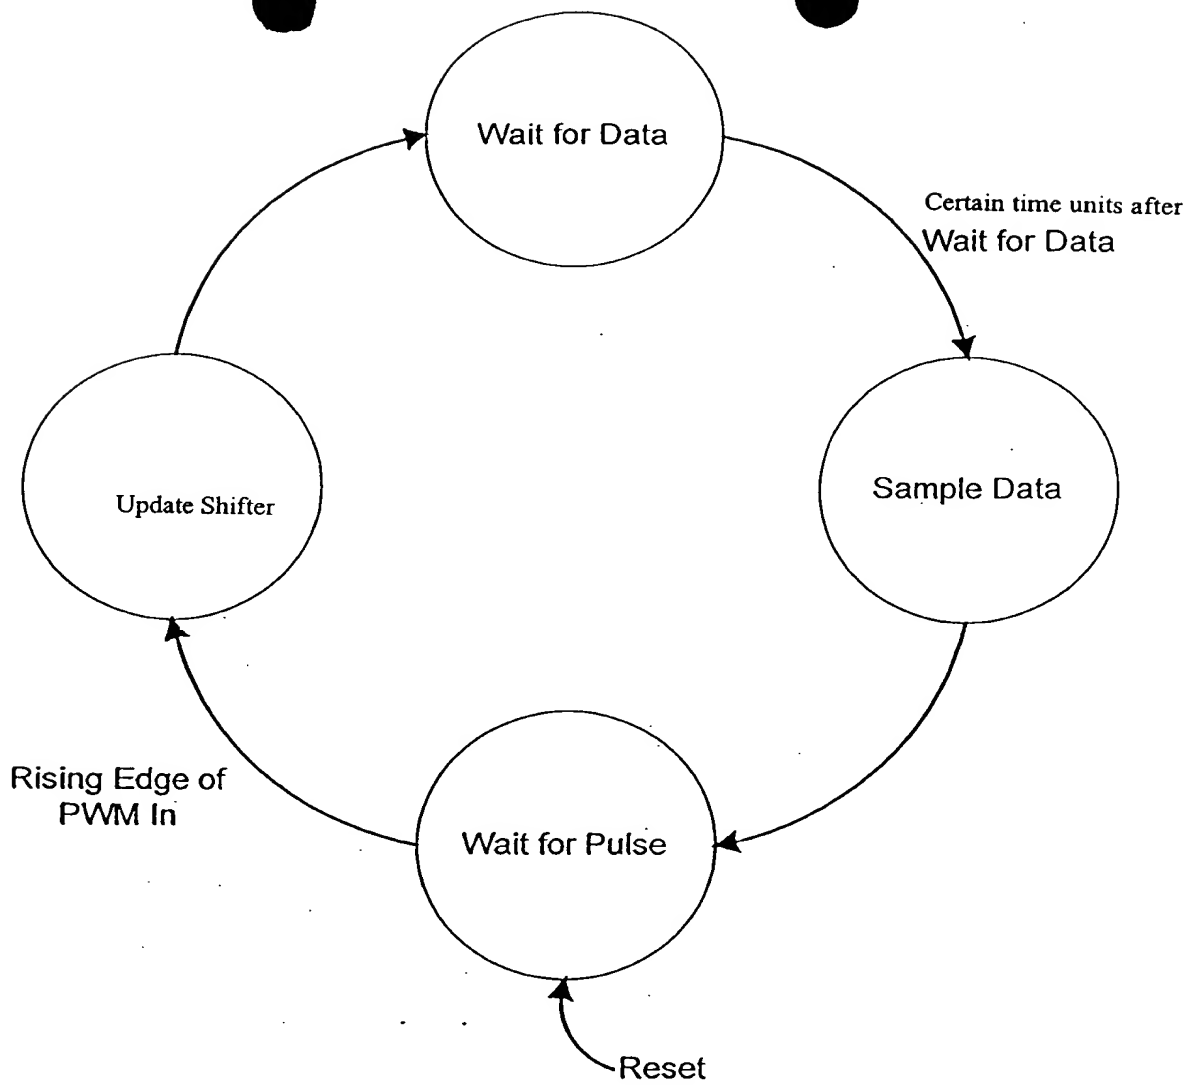 Wait for Data
Certain time units after
Wait for Data
Update Shifter
Sample Data
Rising Edge of
PWM In
Wait for Pulse
Reset